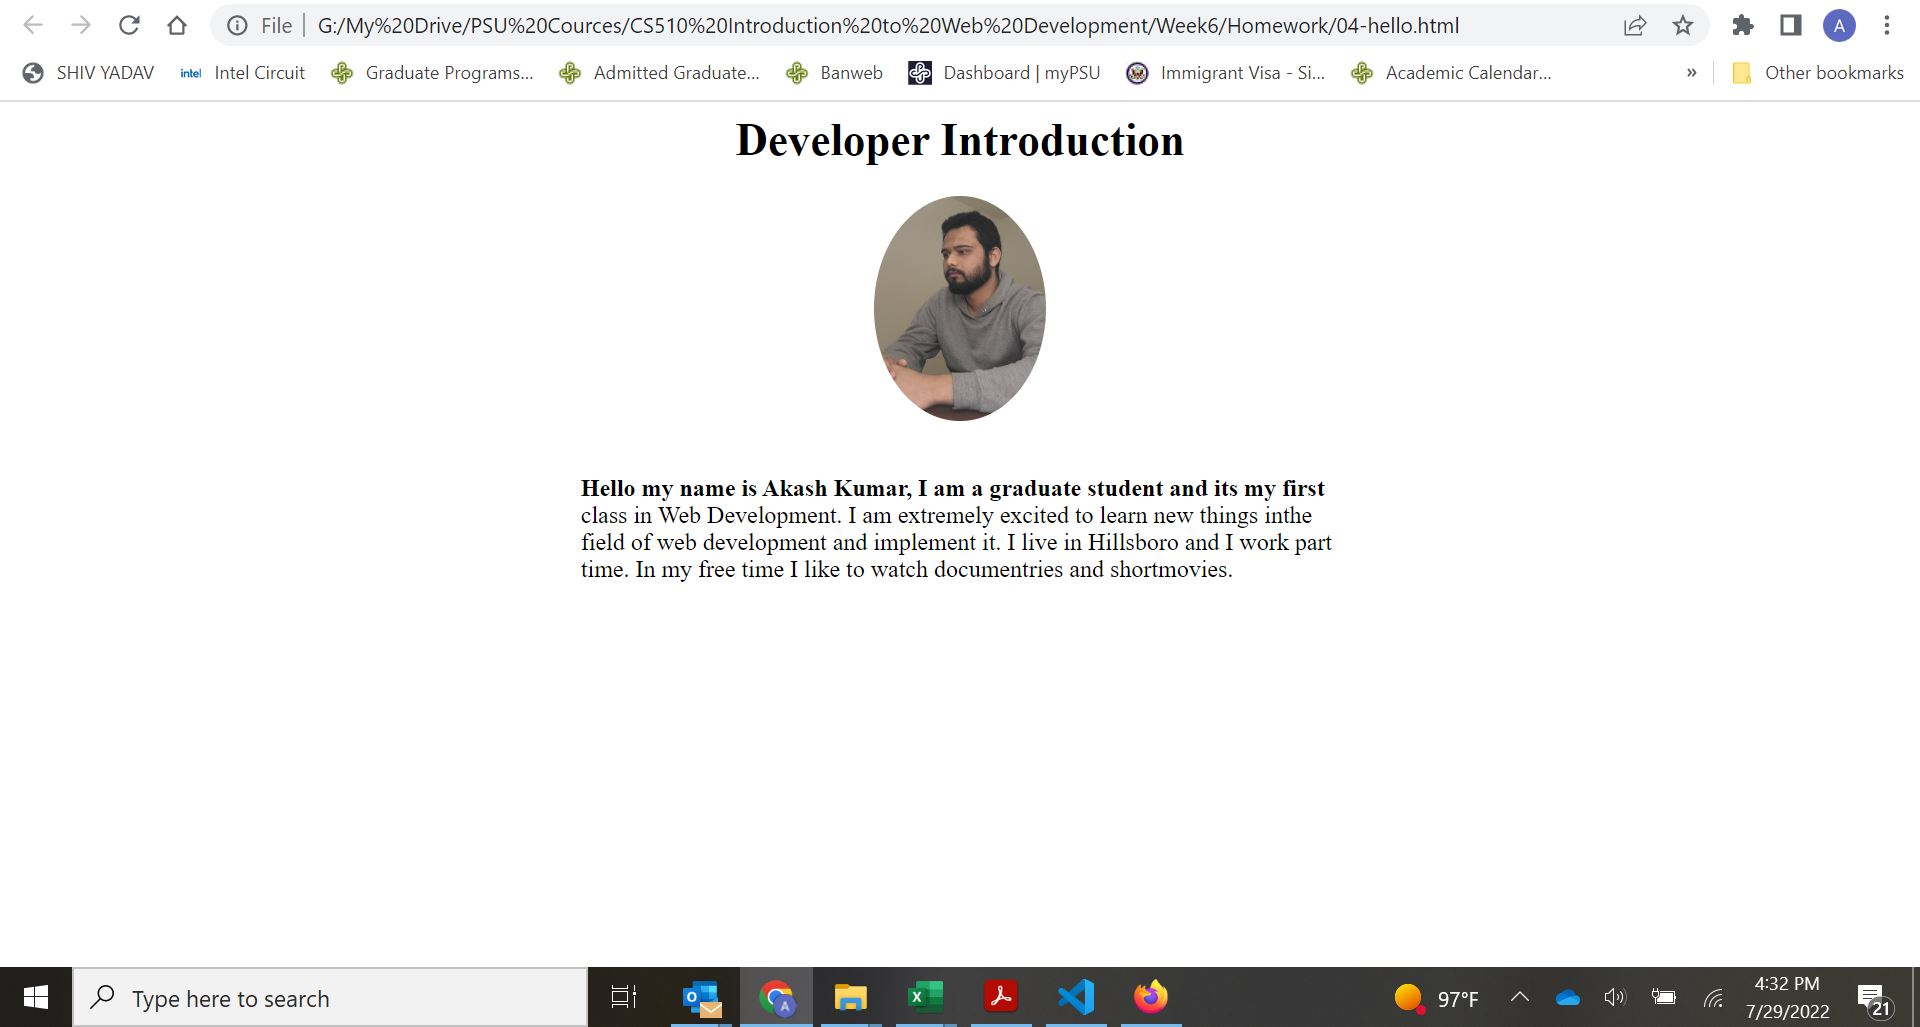 File G:/My%20Drive/PSU%20Cources/CS510%20Introduction%20to%20Web%20Development/Week6/Homework/04-hello.html A
SHIV YADAV intel Intel Circuit Graduate Programs... Admitted Graduate... Banweb Dashboard | myPSU Immigrant Visa - Si... Academic Calendar... » Other bookmarks
Developer Introduction
Hello my name is Akash Kumar, I am a graduate student and its my first
class in Web Development. I am extremely excited to learn new things inthe
field of web development and implement it. I live in Hillsboro and I work part
time. In my free time I like to watch documentries and shortmovies.
Type here to search
97°F
4:32 PM
7/29/2022
21